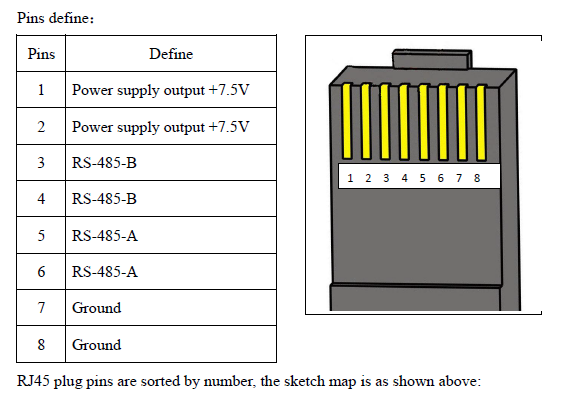 Pins define：
Pins Define
1 Power supply output +7.5V
2 Power supply output +7.5V
3 RS-485-B
4 RS-485-B
5 RS-485-A
6 RS-485-A
7 Ground
8 Ground
1 2 3 4 5 6 7 8
RJ45 plug pins are sorted by number, the sketch map is as shown above: